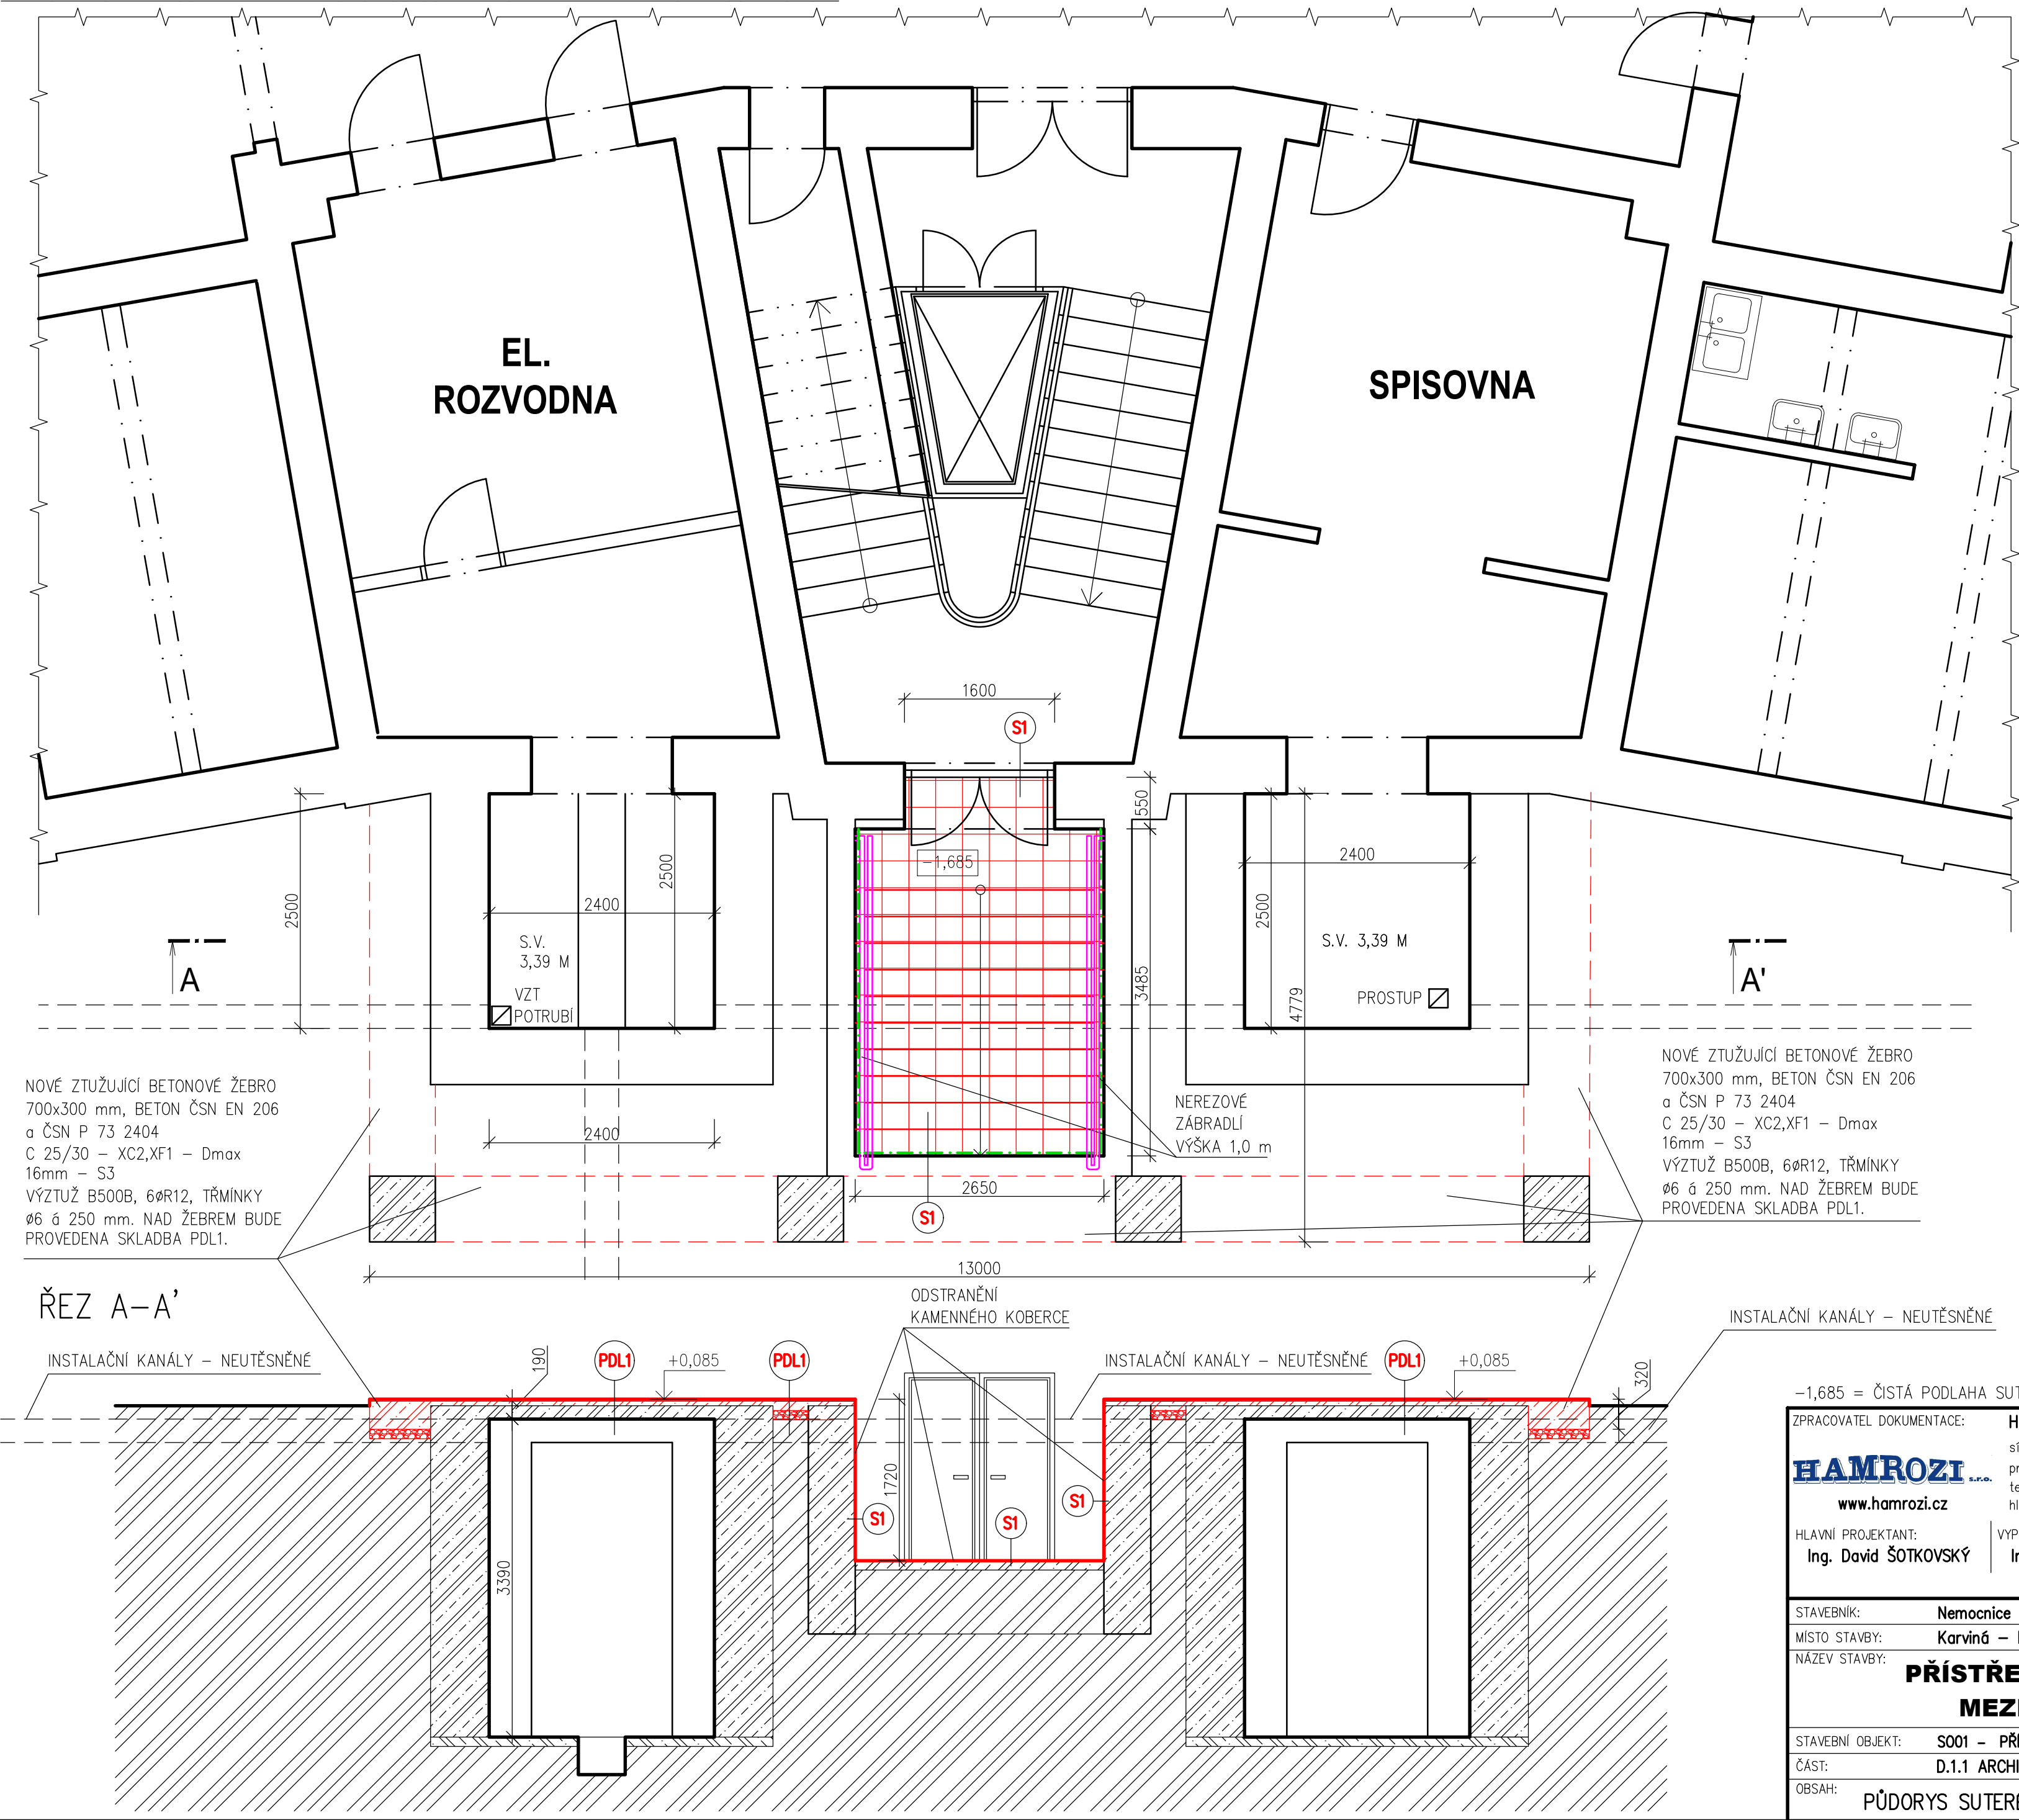 EL.
ROZVODNA
SPISOVNA
1600
S1
550
-1,685
2500
2500
2400
S.V.
3,39 M
VZT
POTRUBÍ
3485
2500
4779
2400
S.V. 3,39 M
PROSTUP
A
A'
NOVÉ ZTUŽUJÍCÍ BETONOVÉ ŽEBRO
700x300 mm, BETON ČSN EN 206
a ČSN P 73 2404
C 25/30 – XC2,XF1 – Dmax
16mm – S3
VÝZTUŽ B500B, 6ØR12, TŘMÍNKY
Ø6 á 250 mm. NAD ŽEBREM BUDE
PROVEDENA SKLADBA PDL1.
2400
NEREZOVÉ
ZÁBRADLÍ
VÝŠKA 1,0 m
NOVÉ ZTUŽUJÍCÍ BETONOVÉ ŽEBRO
700x300 mm, BETON ČSN EN 206
a ČSN P 73 2404
C 25/30 – XC2,XF1 – Dmax
16mm – S3
VÝZTUŽ B500B, 6ØR12, TŘMÍNKY
Ø6 á 250 mm. NAD ŽEBREM BUDE
PROVEDENA SKLADBA PDL1.
2650
S1
13000
ŘEZ A–A'
ODSTRANĚNÍ
KAMENNÉHO KOBERCE
INSTALAČNÍ KANÁLY – NEUTĚSNĚNÉ
INSTALAČNÍ KANÁLY – NEUTĚSNĚNÉ
INSTALAČNÍ KANÁLY – NEUTĚSNĚNÉ
190
PDL1
+0,085
PDL1
PDL1
+0,085
320
1720
3390
S1
S1
S1
-1,685 = ČISTÁ PODLAHA
ZPRACOVATEL DOKUMENTACE:
HAMROZI s.r.o.
www.hamrozi.cz
HLAVNÍ PROJEKTANT:
Ing. David ŠOTKOVSKÝ
STAVEBNÍK: Nemocnice
MÍSTO STAVBY: Karviná –
NÁZEV STAVBY:
PŘÍSTŘE
MEZI
STAVEBNÍ OBJEKT: SO01 –
ČÁST: D.1.1 ARCHI
OBSAH: PŮDORYS